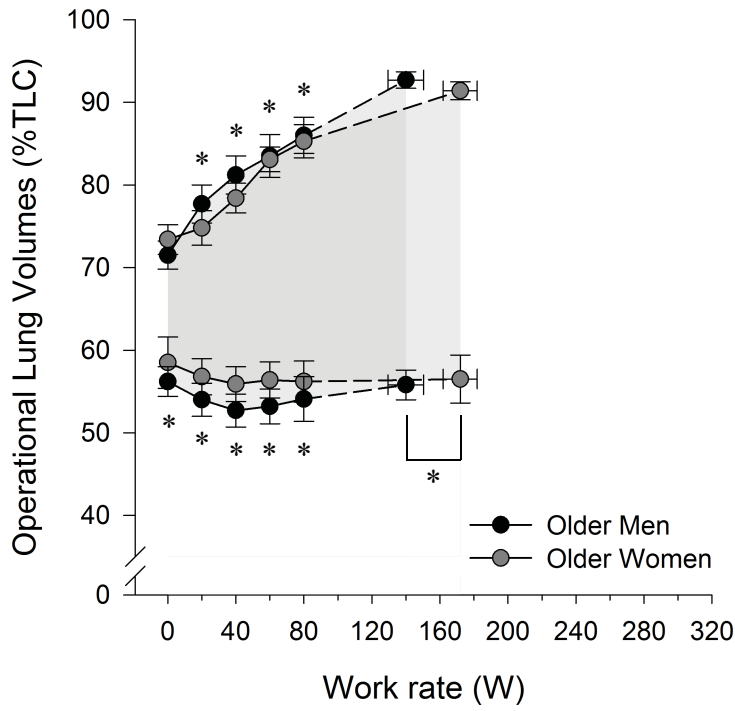 100
90
80
70
60
50
40
0
Operational Lung Volumes (%TLC)
* * * *
* * * * *
*
Older Men
Older Women
0 40 80 120 160 200 240 280 320
Work rate (W)